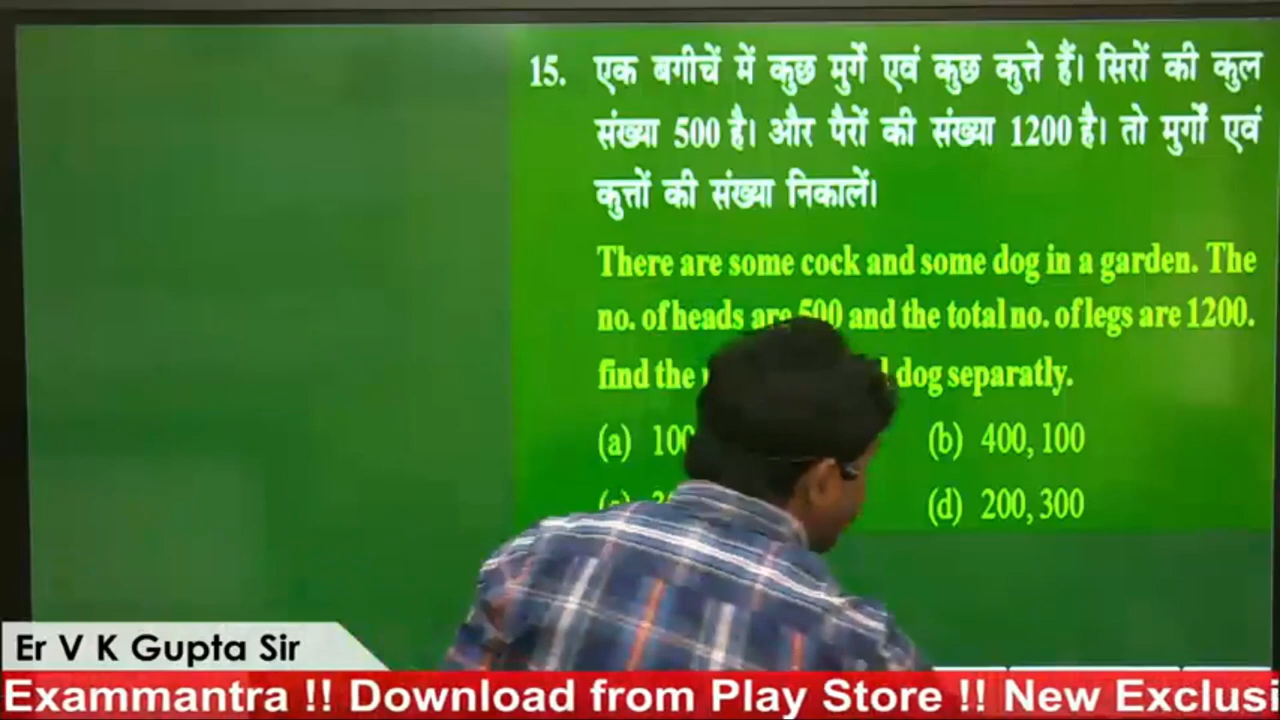 15. एक बगीचें में कुछ मुर्गे एवं कुछ कुत्ते हैं। सिरों की कुल
संख्या 500 है। और पैरों की संख्या 1200 है। तो मुर्गों एवं
कुत्तों की संख्या निकालें।
There are some cock and some dog in a garden. The
no. of heads are 500 and the total no. of legs are 1200.
find the dog separatly.
(a) 100 (b) 400, 100
(d) 200, 300
Er V K Gupta Sir
Exammantra !! Download from Play Store !! New Exclusi